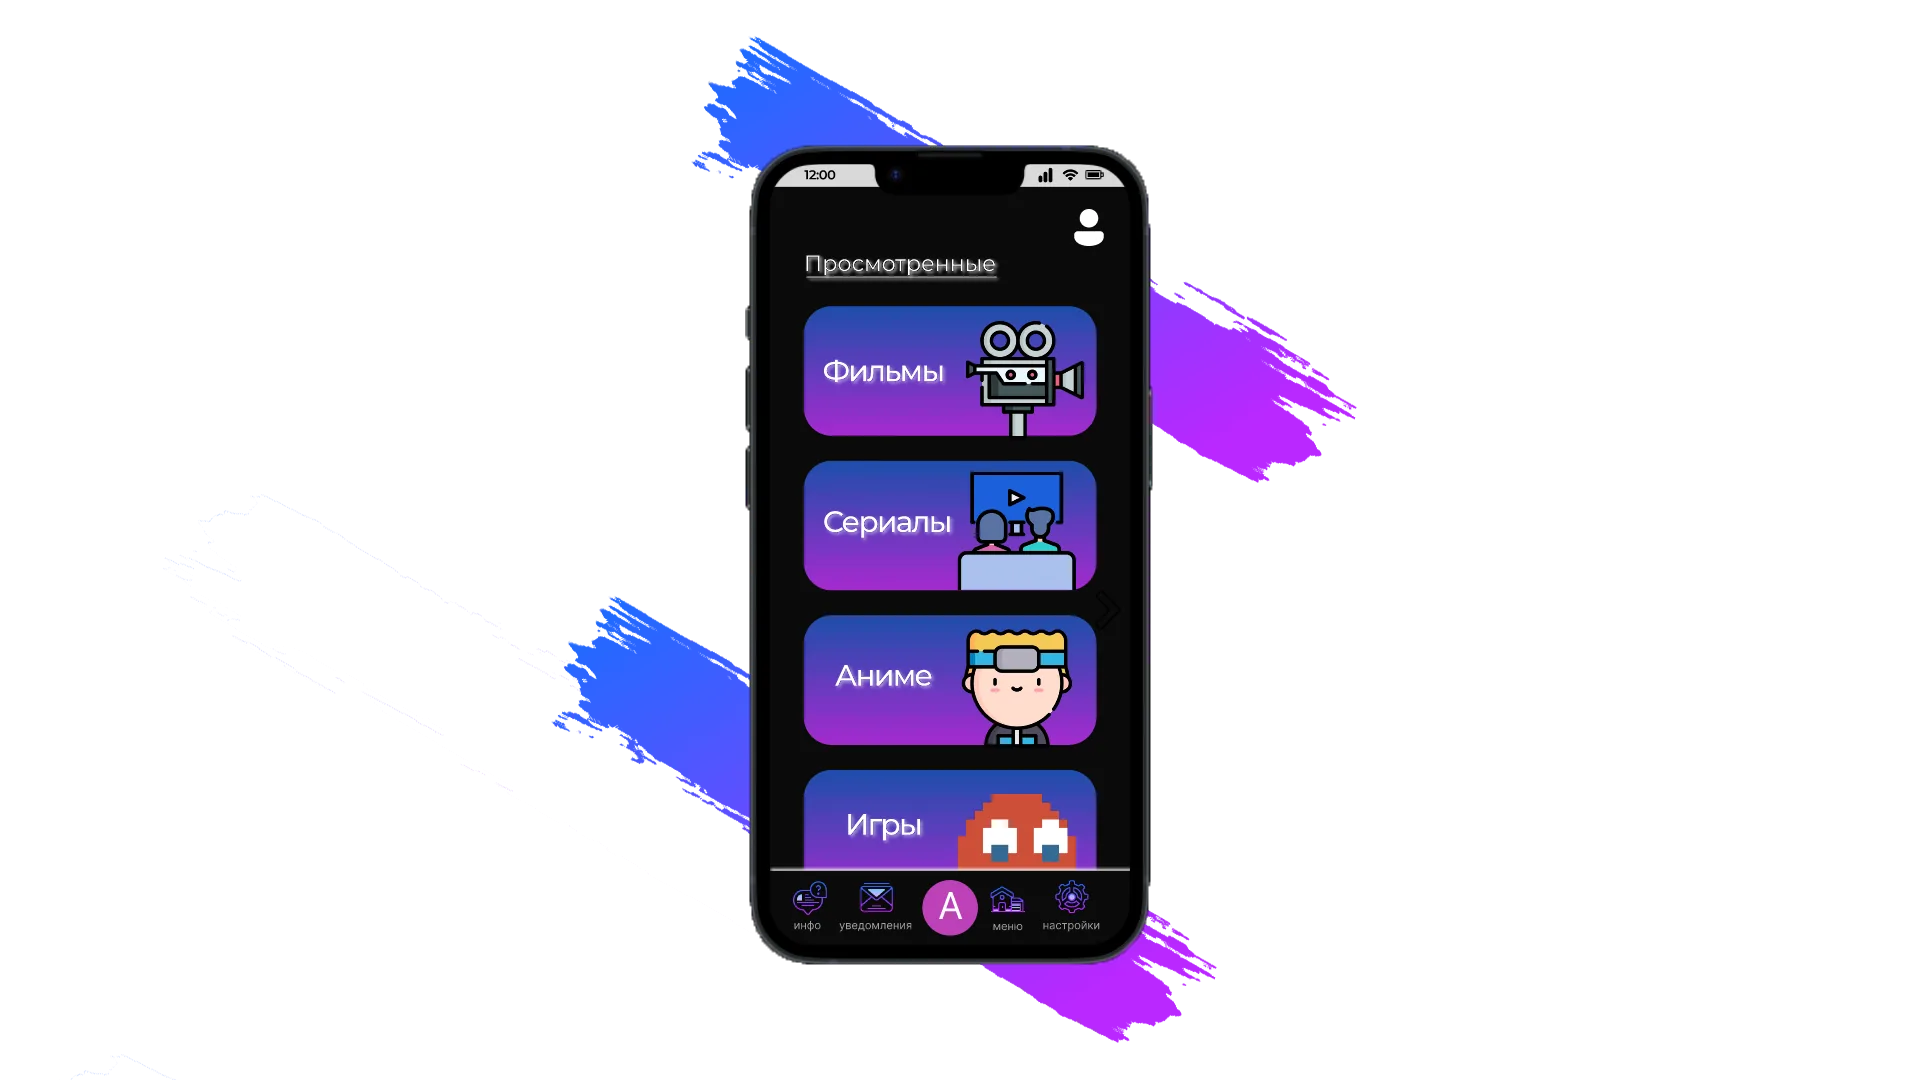 12:00
Просмотренные
Фильмы
Сериалы
Аниме
Игры
А
инфо
уведомления
меню
настройки